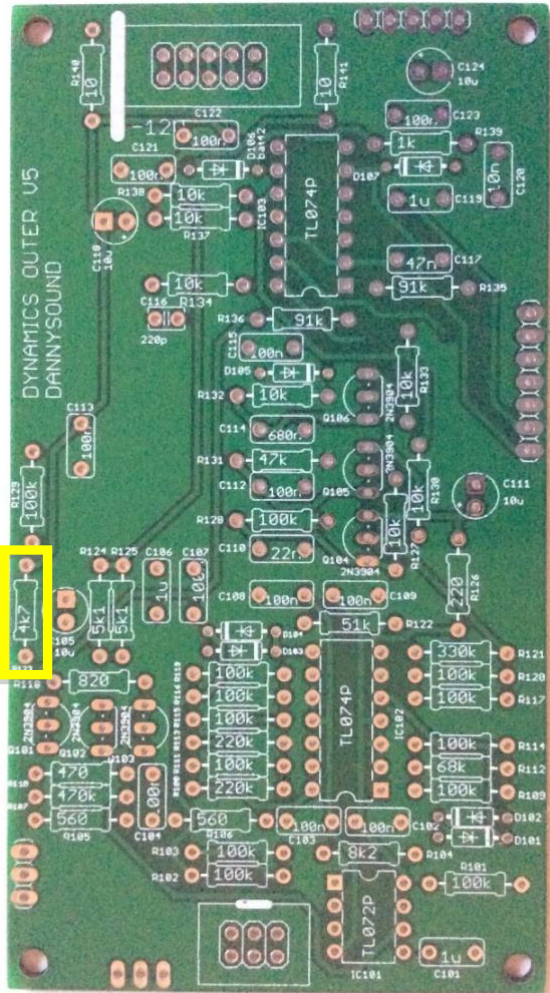 R140
10
10
R141
C124
10u
C122
100n
-12V
D106
bat42
C123
100n
1k
R139
C121
100n
D107
10n
C120
R138
10k
10k
R137
IC103
TL074P
1u
C119
C118
10u
47n
C117
DYNAMICS OUTER V5
DANNYSOUND
10k
R134
91k
R135
C116
220p
R136
91k
C115
100n
D105
R133
10k
R132
10k
Q106
2N3904
C113
100n
C114
680n
R131
47k
2N3904
C112
100n
Q105
10k
R130
C111
10u
R129
100k
10k
R128
100k
R127
C110
22n
Q104
2N3904
R124
R125
C106
C107
220
R126
4k7
5k1
5k1
1u
C108
100n
100n
C109
C105
10u
51k
R122
D104
D103
330k
R121
R118
820
R119
100k
100k
R120
100k
100k
R117
2N3904
2N3904
2N3904
100k
TL074P
Q101
Q102
Q103
220k
IC102
100k
R114
R110
470
100k
68k
R112
R107
470k
220k
100k
R109
560
R105
C104
560
R106
100n
C103
100n
C102
D102
D101
R103
100k
8k2
R104
R102
100k
R101
100k
TL072P
IC101
1u
C101